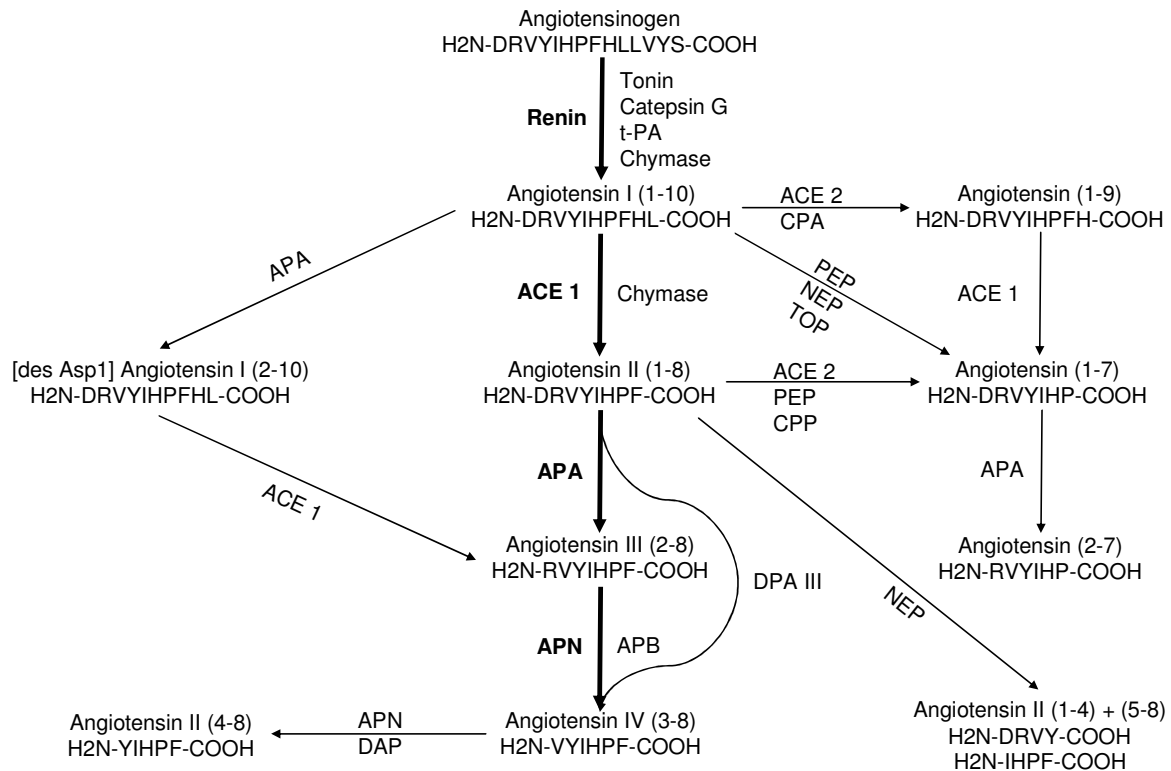 Angiotensinogen
H2N-DRVYIHPFHLLVYS-COOH
Renin
Tonin
Catepsin G
t-PA
Chymase
Angiotensin I (1-10)
H2N-DRVYIHPFHL-COOH
ACE 2
CPA
Angiotensin (1-9)
H2N-DRVYIHPFH-COOH
APA
ACE 1
Chymase
PEP
NEP
TOP
ACE 1
[des Asp1] Angiotensin I (2-10)
H2N-DRVYIHPFHL-COOH
Angiotensin II (1-8)
H2N-DRVYIHPF-COOH
ACE 2
PEP
CPP
Angiotensin (1-7)
H2N-DRVYIHP-COOH
ACE 1
APA
APA
Angiotensin III (2-8)
H2N-RVYIHPF-COOH
DPA III
NEP
Angiotensin (2-7)
H2N-RVYIHP-COOH
APN
APB
Angiotensin II (4-8)
H2N-YIHPF-COOH
APN
DAP
Angiotensin IV (3-8)
H2N-VYIHPF-COOH
Angiotensin II (1-4) + (5-8)
H2N-DRVY-COOH
H2N-IHPF-COOH